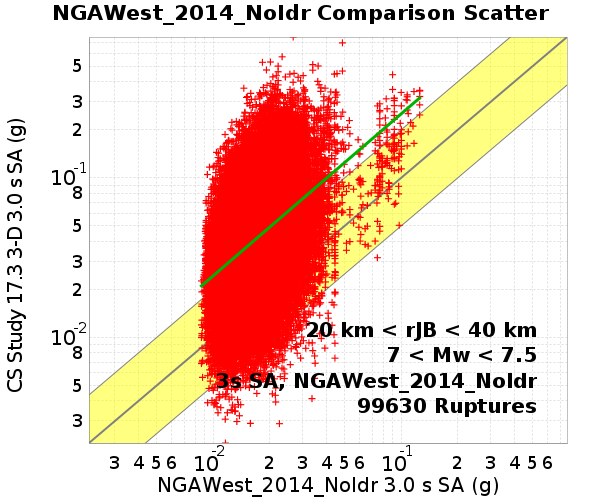 NGAWest_2014_NoIdr Comparison Scatter
CS Study 17.3 3-D 3.0 s SA (g)
5
3
2
10-1
8
5
3
2
10-2
8
5
3
20 km < rJB < 40 km
7 < Mw < 7.5
3s SA, NGAWest_2014_NoIdr
99630 Ruptures
3 4 5 6 10-2 2 3 4 5 6 10-1 2 3 4 5 6
NGAWest_2014_NoIdr 3.0 s SA (g)